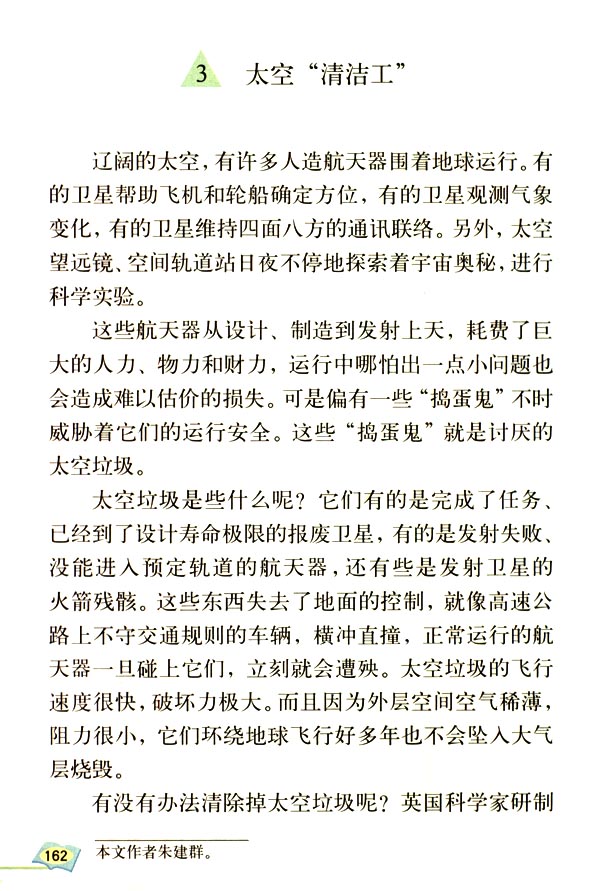 3 太空“清洁工”
辽阔的太空，有许多人造航天器围着地球运行。有
的卫星帮助飞机和轮船确定方位，有的卫星观测气象
变化，有的卫星维持四面八方的通讯联络。另外，太空
望远镜、空间轨道站日夜不停地探索着宇宙奥秘，进行
科学实验。
这些航天器从设计、制造到发射上天，耗费了巨
大的人力、物力和财力，运行中哪怕出一点小问题也
会造成难以估价的损失。可是偏有一些“捣蛋鬼”不时
威胁着它们的运行安全。这些“捣蛋鬼”就是讨厌的
太空垃圾。
太空垃圾是些什么呢？它们有的是完成了任务、
已经到了设计寿命极限的报废卫星，有的是发射失败、
没能进入预定轨道的航天器，还有些是发射卫星的
火箭残骸。这些东西失去了地面的控制，就像高速公
路上不守交通规则的车辆，横冲直撞，正常运行的航
天器一旦碰上它们，立刻就会遭殃。太空垃圾的飞行
速度很快，破坏力极大。而且因为外层空间空气稀薄，
阻力很小，它们环绕地球飞行好多年也不会坠入大气
层烧毁。
有没有办法清除掉太空垃圾呢？英国科学家研制
本文作者朱建群。
162